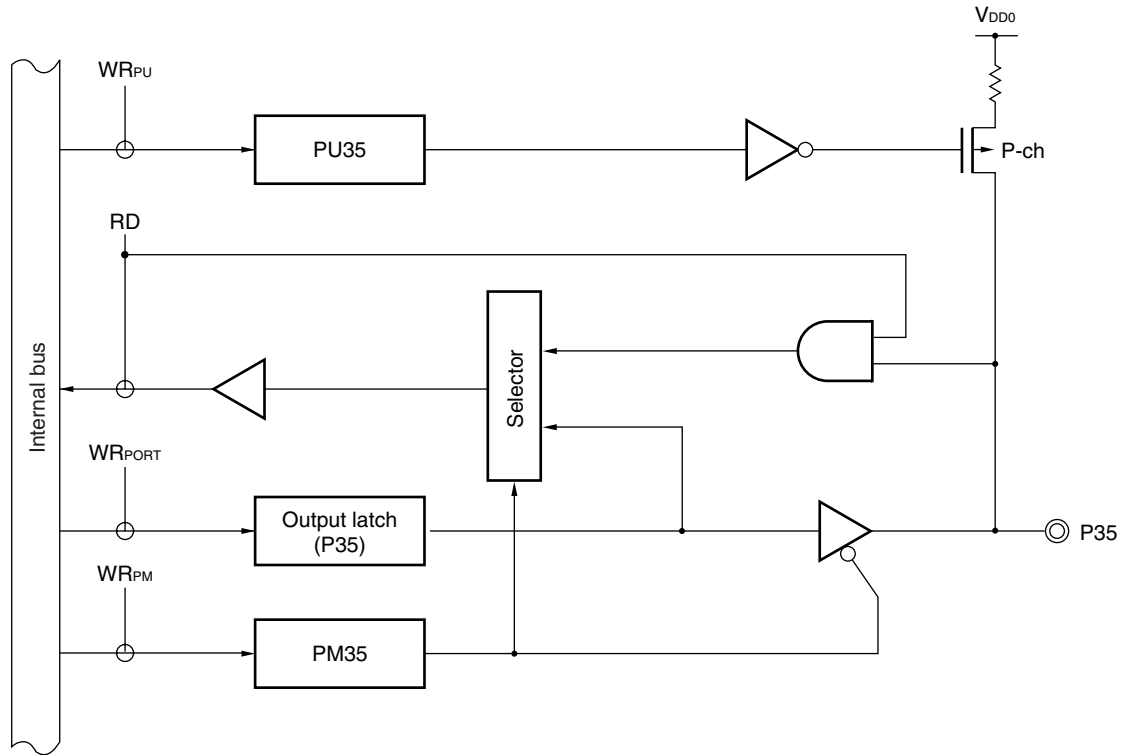 VDD0
WRPU
PU35
P-ch
RD
Internal bus
Selector
WRPORT
Output latch
(P35)
P35
WRPM
PM35